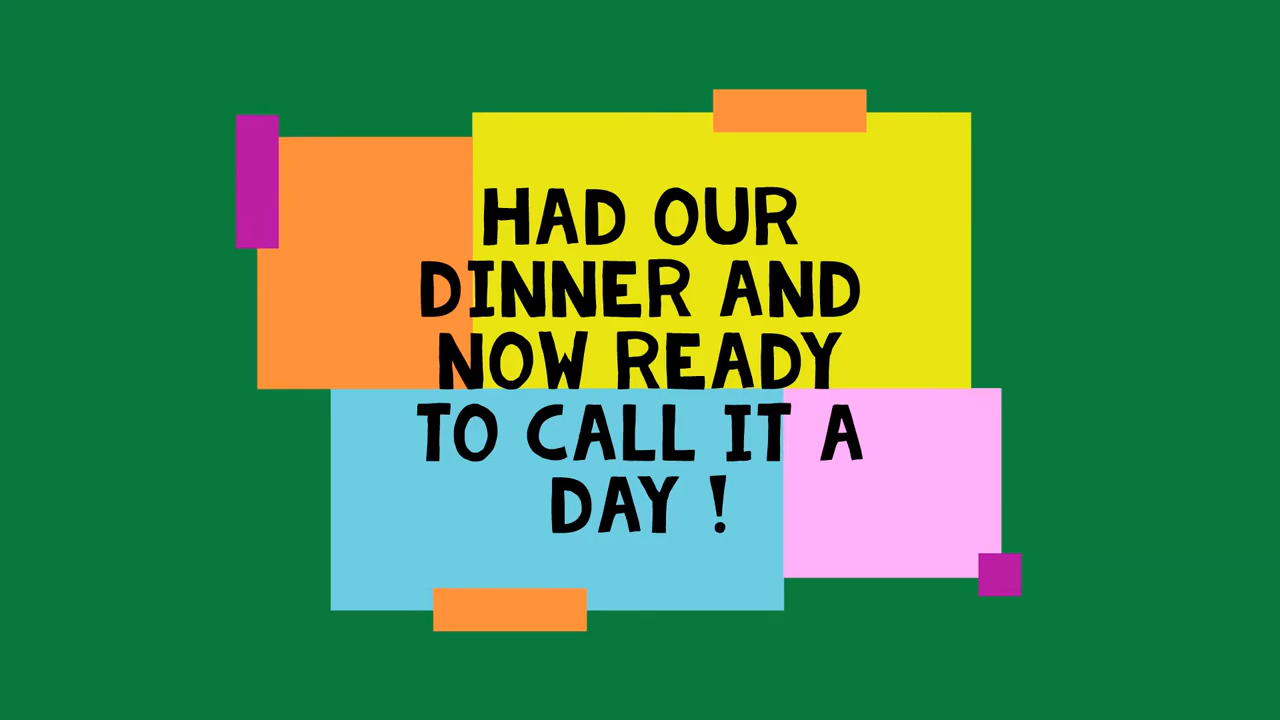 HAD OUR
DINNER AND
NOW READY
TO CALL IT A
DAY !